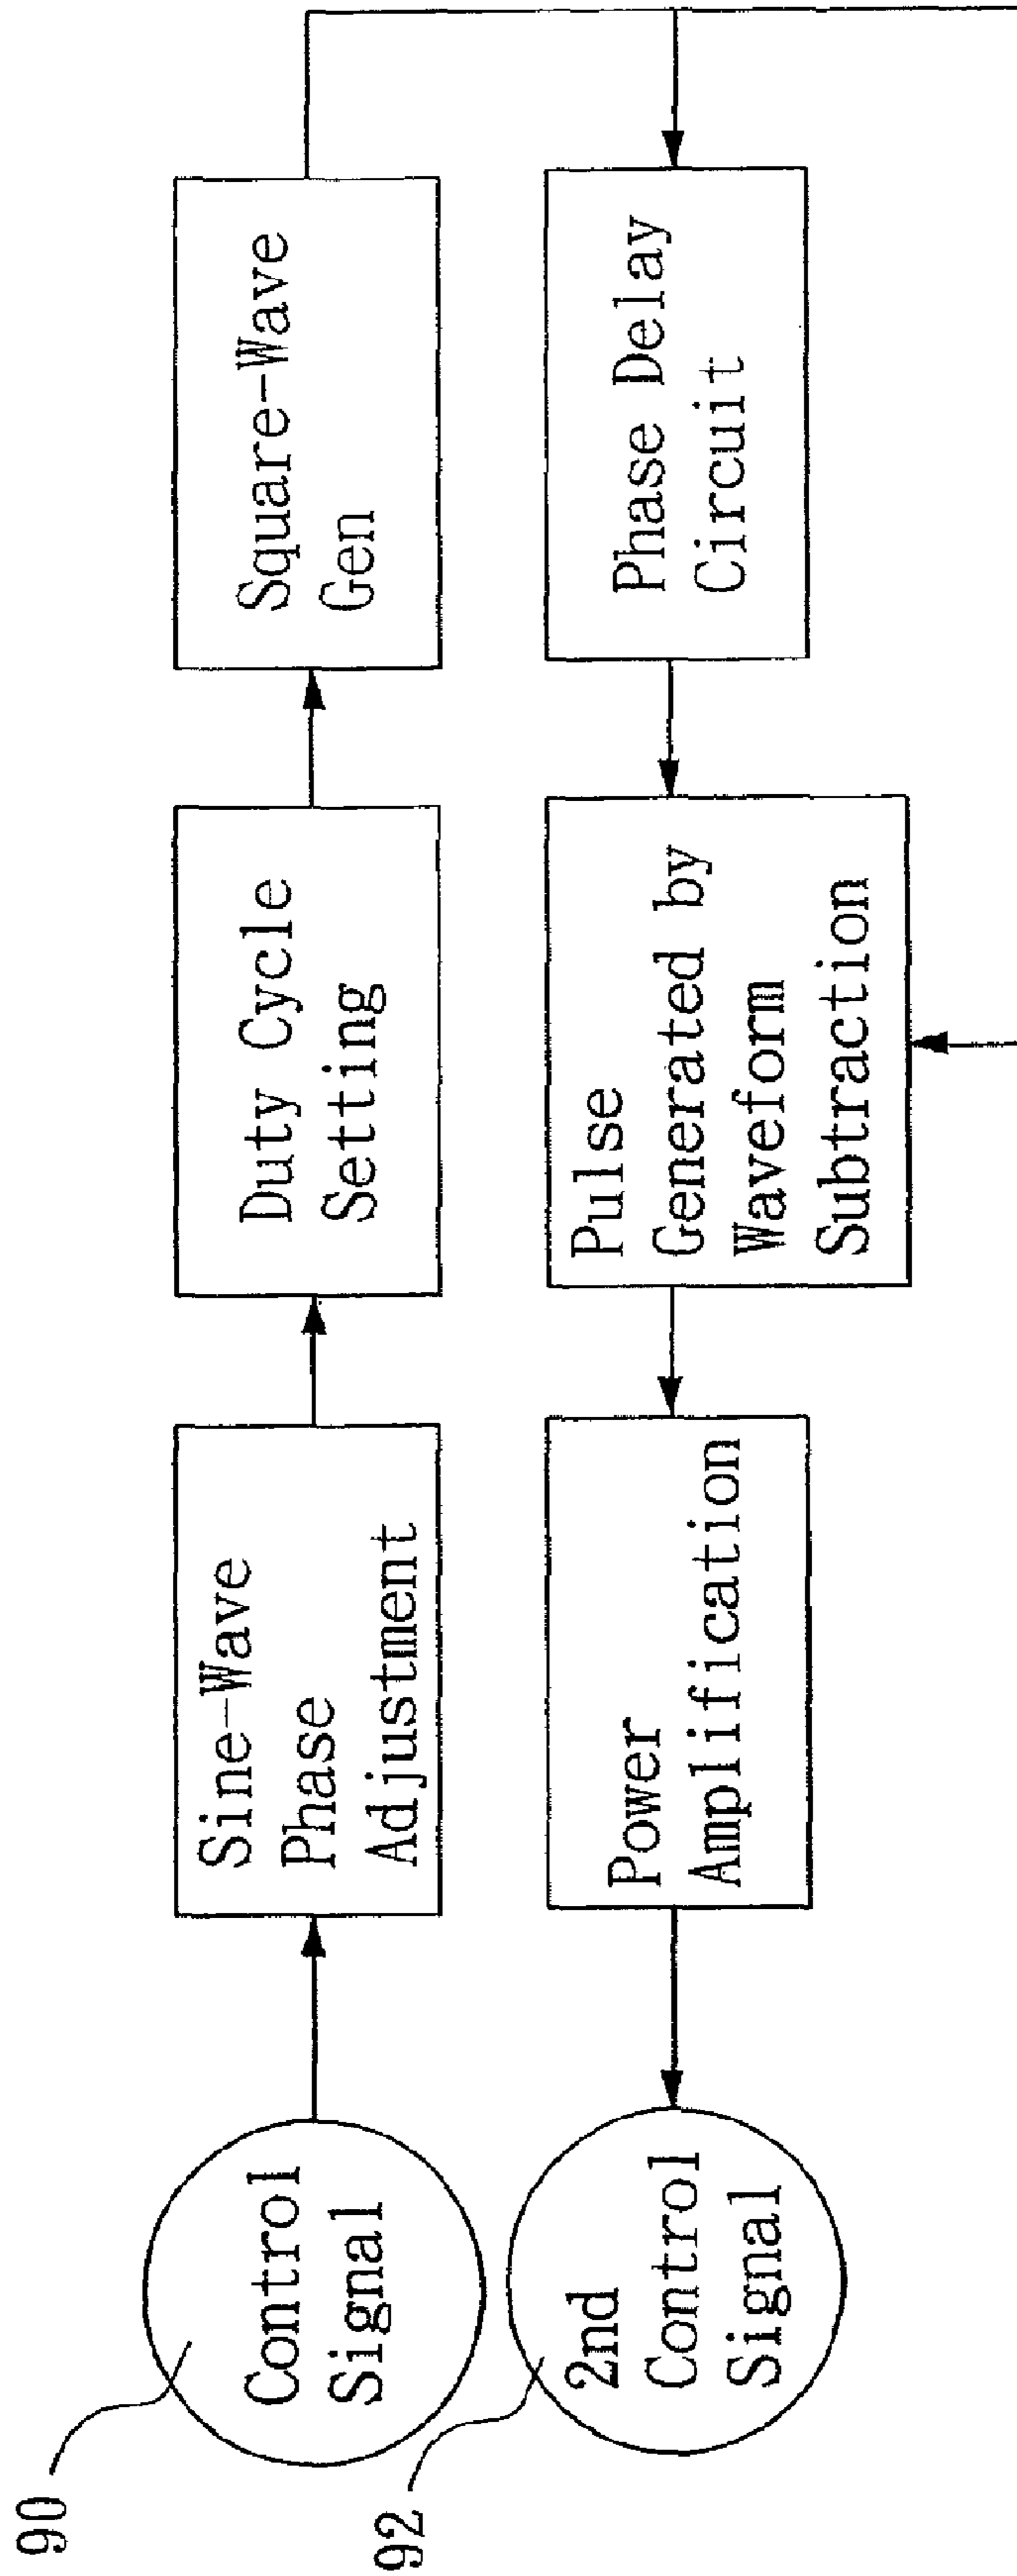 90
Control
Signal
Sine-Wave
Phase
Adjustment
Duty Cycle
Setting
Square-Wave
Gen
92
2nd
Control
Signal
Power
Amplification
Pulse
Generated by
Waveform
Subtraction
Phase Delay
Circuit